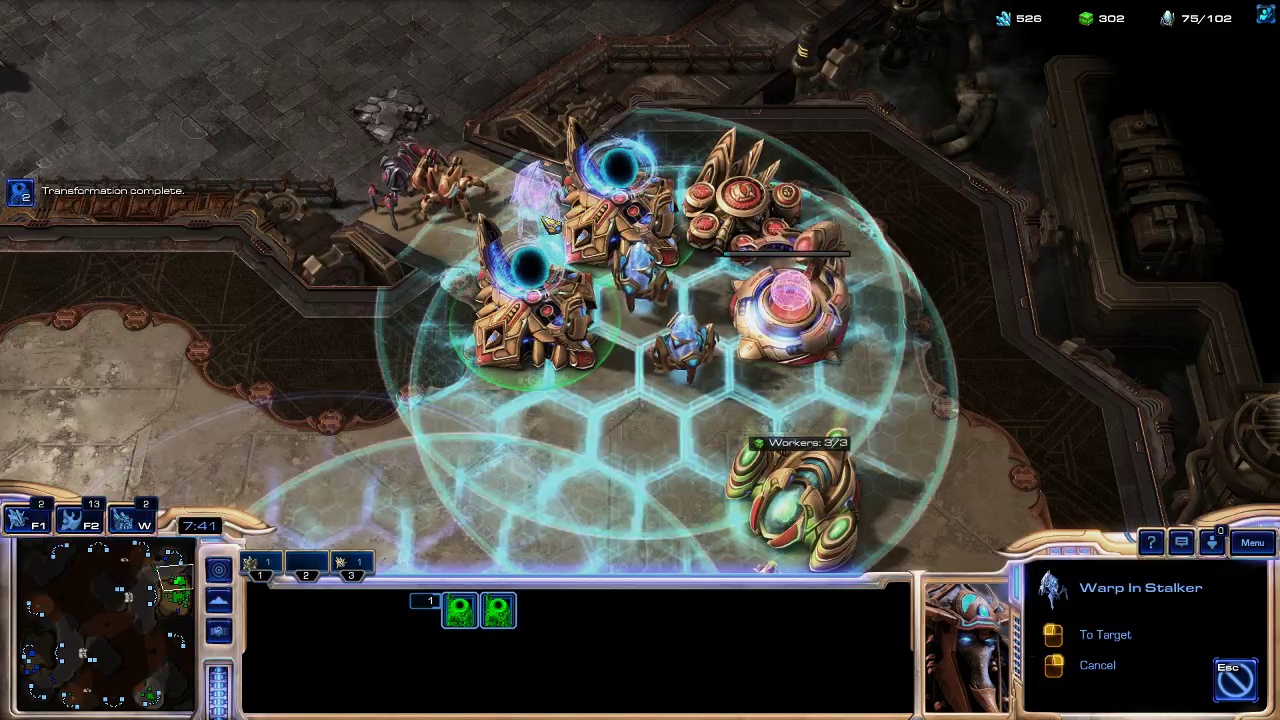 526 302 75/102
2 Transformation complete.
Workers: 3/3
2 13 2
F1 F2 W 7:41
0
? Menu
1 1
1 2 3
1
Warp In Stalker
To Target
Cancel
Esc